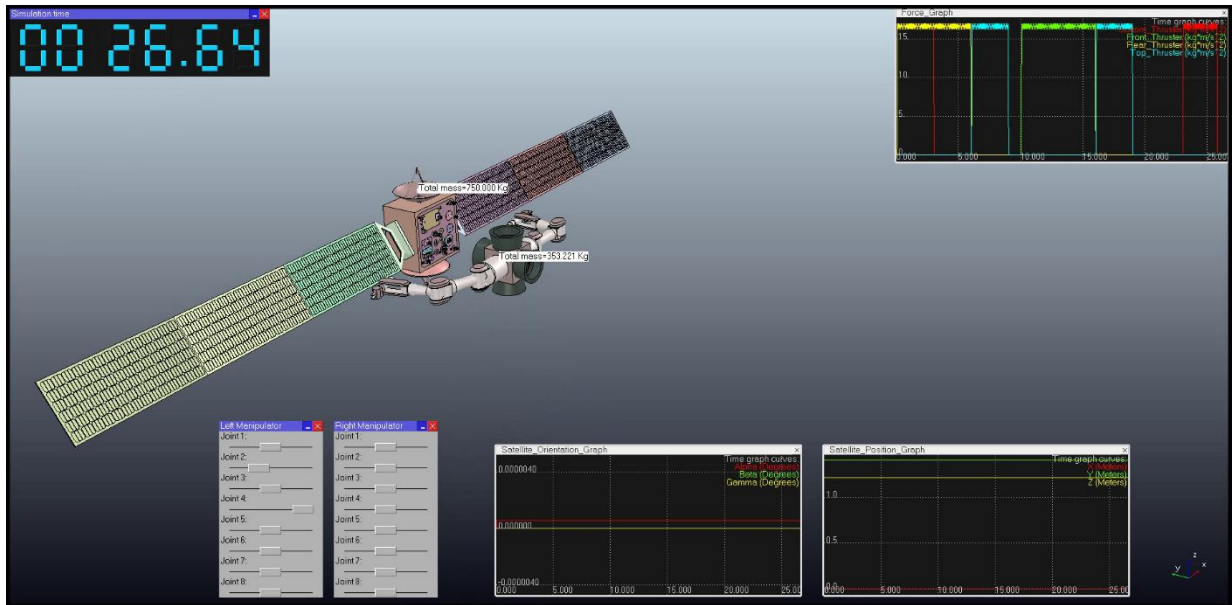 Simulation time
00 26.64
Force_Graph
Time graph curves:
Front_Thruster (kg*m/s^2)
Rear_Thruster (kg*m/s^2)
Top_Thruster (kg*m/s^2)
15.
10.
5
0
0.000 5.000 10.000 15.000 20.000 25.00
Total mass=750.000 Kg
Total mass=353.221 Kg
Left Manipulator
Joint 1:
Joint 2:
Joint 3:
Joint 4:
Joint 5:
Joint 6:
Joint 7:
Joint 8:
Right Manipulator
Joint 1:
Joint 2:
Joint 3:
Joint 4:
Joint 5:
Joint 6:
Joint 7:
Joint 8:
Satellite_Orientation_Graph
Time graph curves:
Alpha (Degrees)
Beta (Degrees)
Gamma (Degrees)
0.0000040
0.000000
-0.0000040
0.000 5.000 10.000 15.000 20.000 25.00
Satellite_Position_Graph
Time graph curves:
X (Meters)
Y (Meters)
Z (Meters)
1.0
0.5
0.0
0.000 5.000 10.000 15.000 20.000 25.00
z
x
y